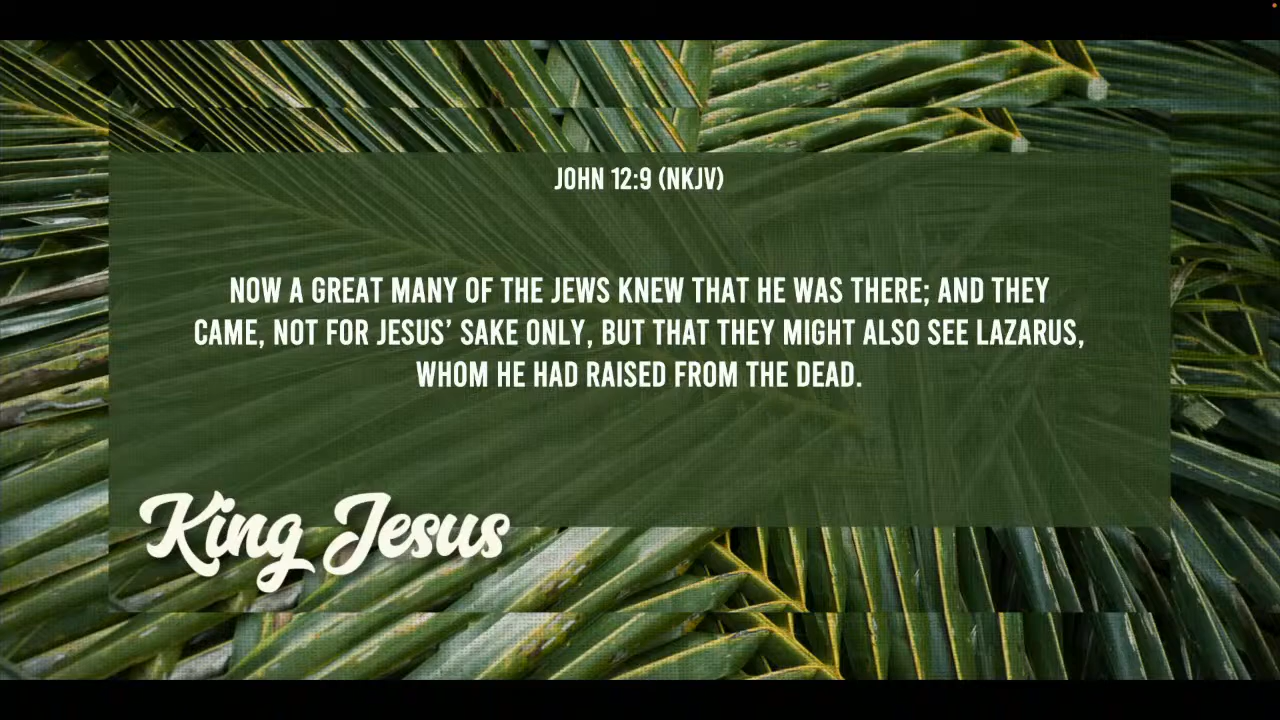 JOHN 12:9 (NKJV)
NOW A GREAT MANY OF THE JEWS KNEW THAT HE WAS THERE; AND THEY
CAME, NOT FOR JESUS’ SAKE ONLY, BUT THAT THEY MIGHT ALSO SEE LAZARUS,
WHOM HE HAD RAISED FROM THE DEAD.
King Jesus